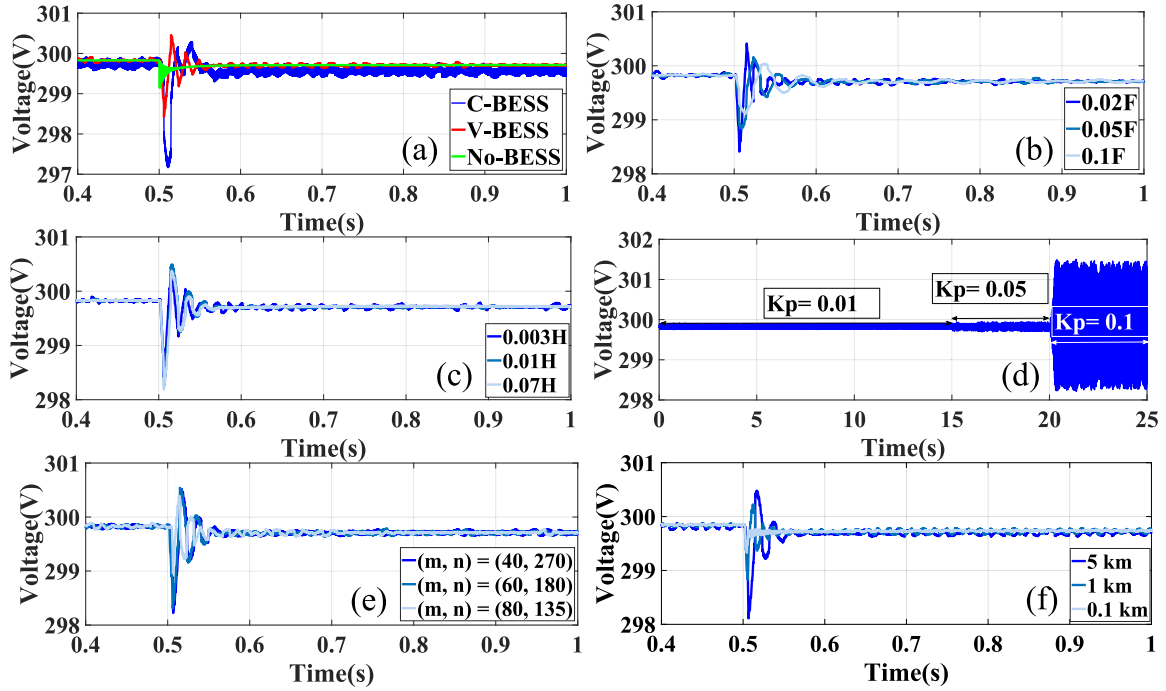 301
300
299
298
297
Voltage(V)
0.4 0.5 0.6 0.7 0.8 0.9 1
Time(s)
C-BESS
V-BESS
No-BESS
(a)
301
300
299
298
Voltage(V)
0.4 0.5 0.6 0.7 0.8 0.9 1
Time(s)
0.02F
0.05F
0.1F
(b)
301
300
299
298
Voltage(V)
0.4 0.5 0.6 0.7 0.8 0.9 1
Time(s)
0.003H
0.01H
0.07H
(c)
302
301
300
299
298
Voltage(V)
0 5 10 15 20 25
Time(s)
Kp= 0.01
Kp= 0.05
Kp= 0.1
(d)
301
300
299
298
Voltage(V)
0.4 0.5 0.6 0.7 0.8 0.9 1
Time(s)
(m, n) = (40, 270)
(m, n) = (60, 180)
(m, n) = (80, 135)
(e)
301
300
299
298
Voltage(V)
0.4 0.5 0.6 0.7 0.8 0.9 1
Time(s)
5 km
1 km
0.1 km
(f)